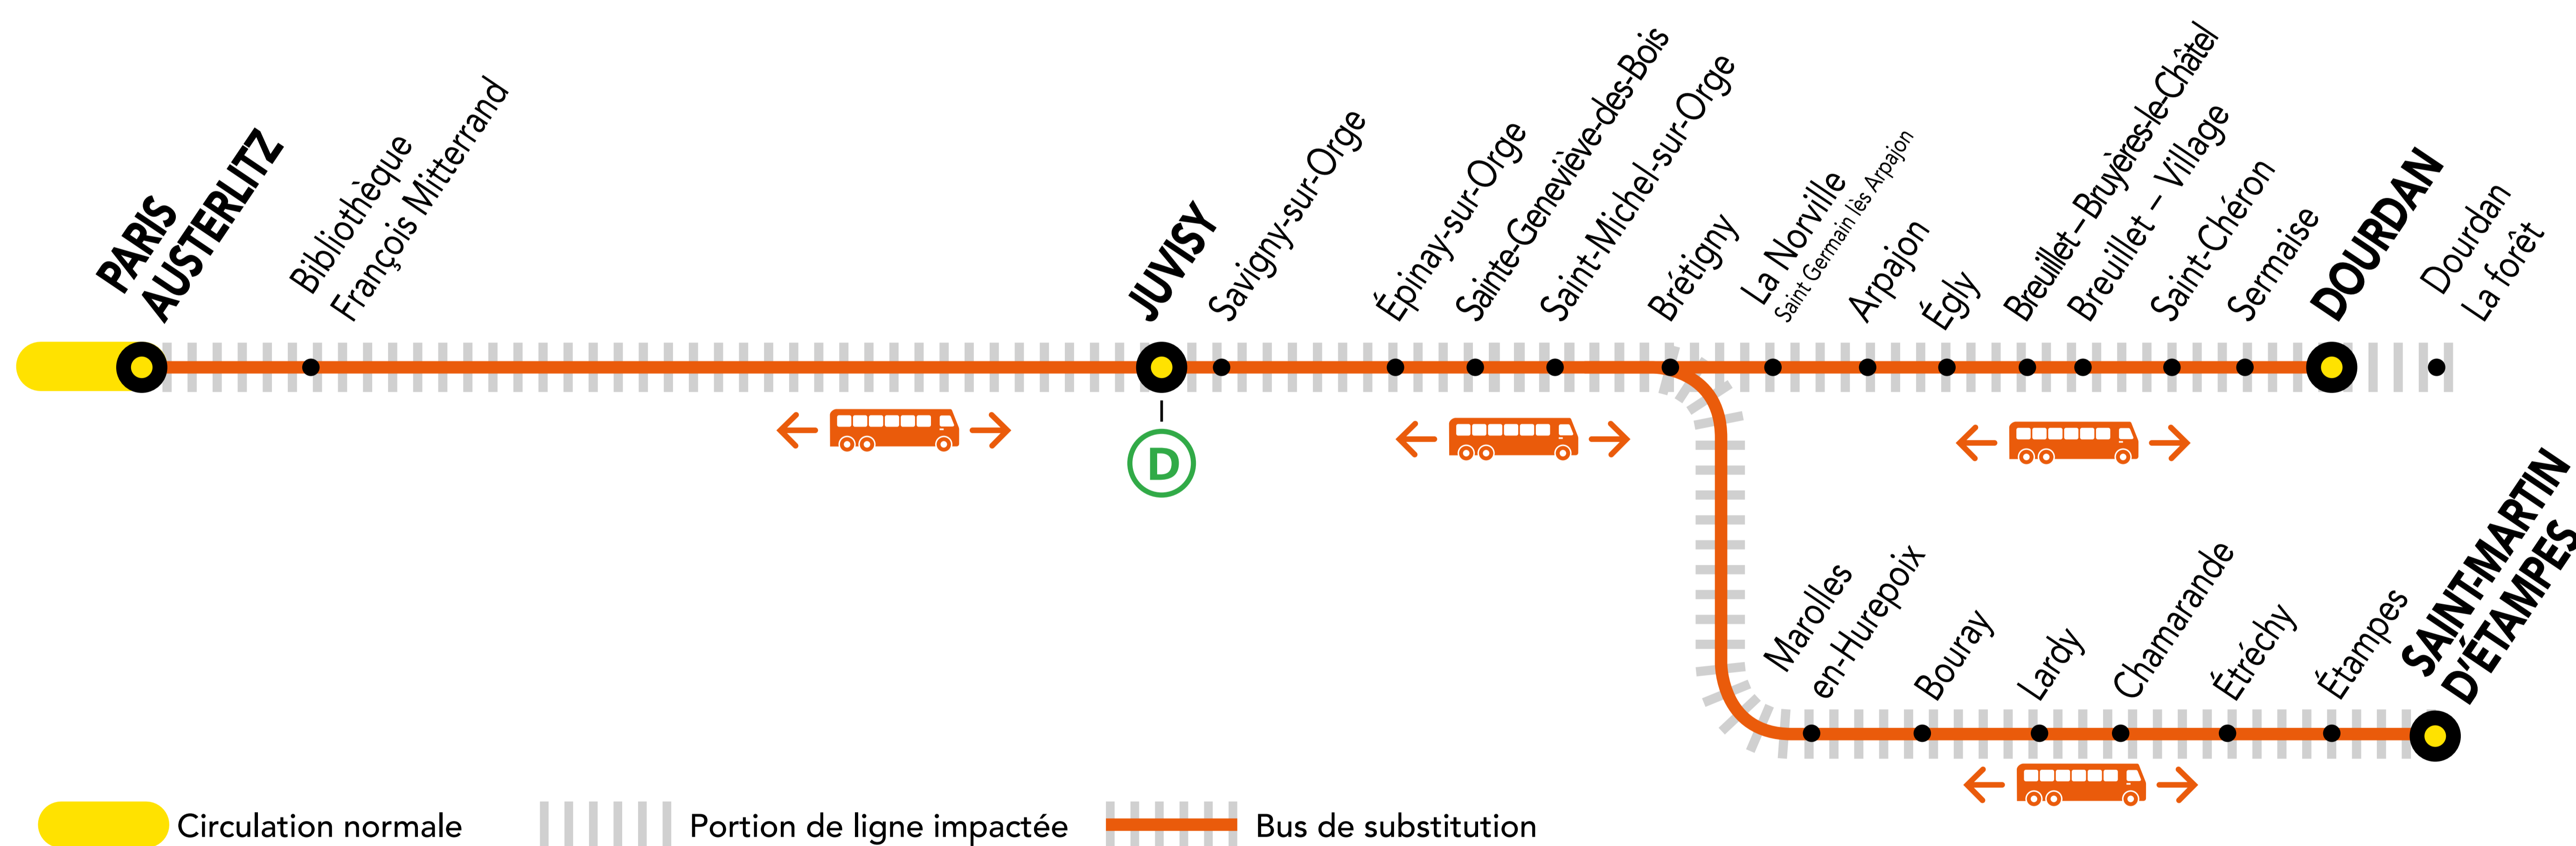 PARIS
AUSTERLITZ
Bibliothèque
François Mitterrand
JUVISY
Savigny-sur-Orge
Épinay-sur-Orge
Sainte-Geneviève-des-Bois
Saint-Michel-sur-Orge
Brétigny
La Norville
Saint Germain lès Arpajon
Arpajon
Égly
Breuillet – Bruyères-le-Châtel
Breuillet – Village
Saint-Chéron
Sermaise
DOURDAN
Dourdan
La forêt
D
Marolles
en-Hurepoix
Bouray
Lardy
Chamarande
Étréchy
Étampes
SAINT-MARTIN
D'ÉTAMPES
Circulation normale
Portion de ligne impactée
Bus de substitution